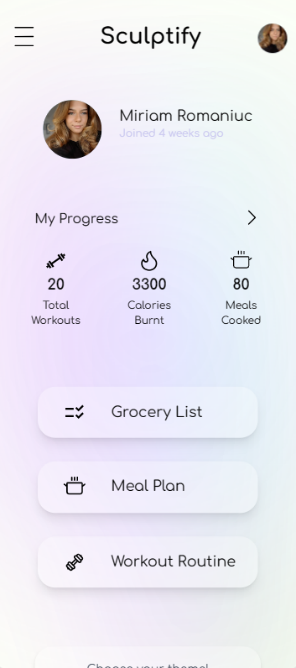 Sculptify
Miriam Romaniuc
Joined 4 weeks ago
My Progress
20 3300 80
Total Calories Meals
Workouts Burnt Cooked
Grocery List
Meal Plan
Workout Routine
Choose your theme!